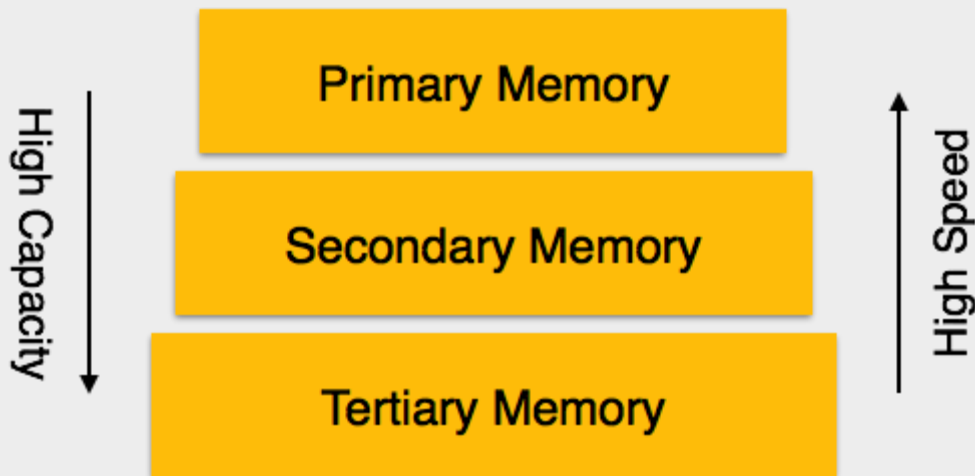 Primary Memory
High Capacity
High Speed
Secondary Memory
Tertiary Memory